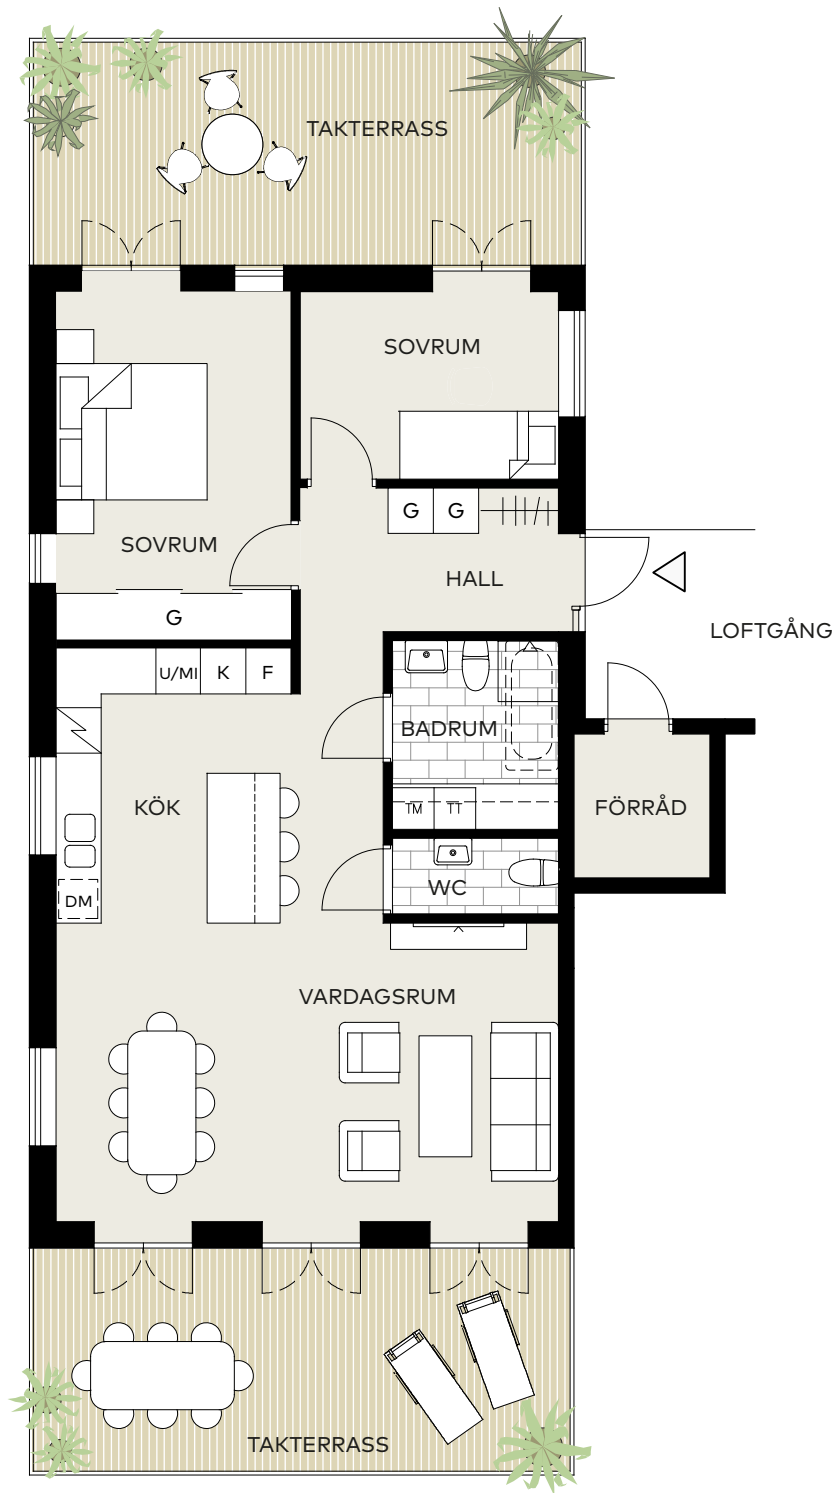 TAKTERRASS
SOVRUM
G G
SOVRUM
HALL
G
LOFTGÅNG
U/MI K F
BADRUM
KÖK
TM TT
FÖRRÅD
WC
DM
VARDAGSRUM
TAKTERRASS